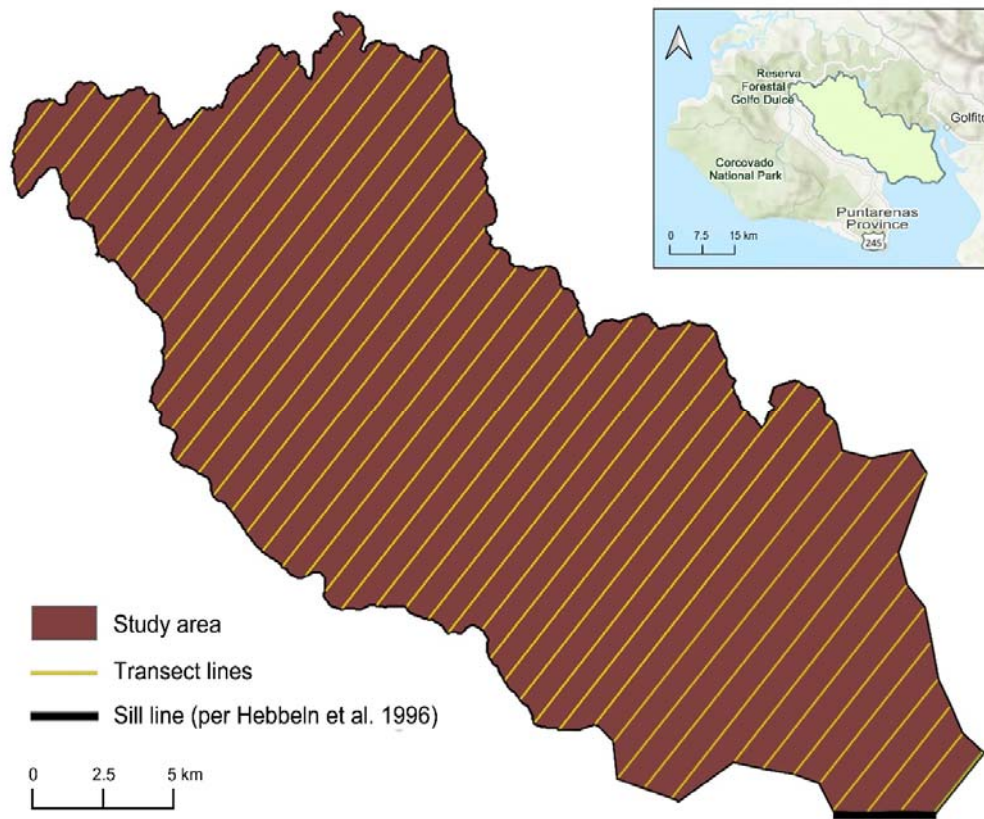 Reserva
Forestal
Golfo Dulce
Golfito
Corcovado
National Park
Puntarenas
Province
245
0 7.5 15 km
Study area
Transect lines
Sill line (per Hebbeln et al. 1996)
0 2.5 5 km